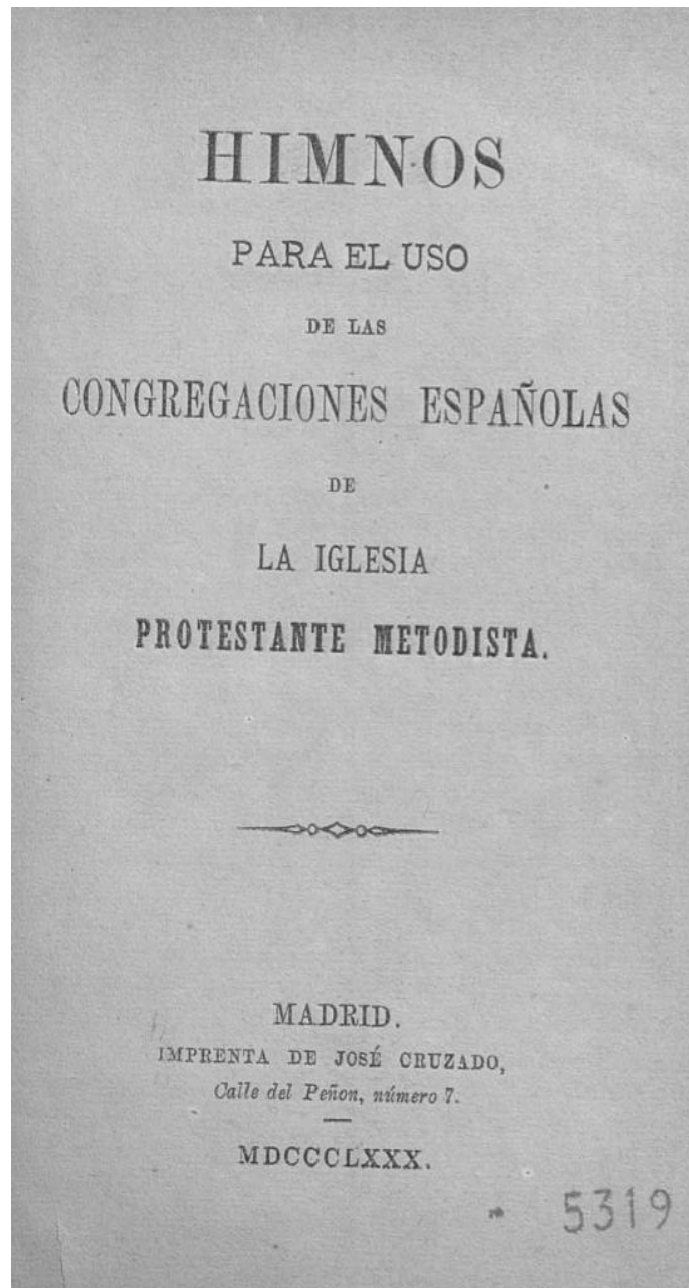 HIMNOS
PARA EL USO
DE LAS
CONGREGACIONES ESPAÑOLAS
DE
LA IGLESIA
PROTESTANTE METODISTA.
MADRID.
IMPRENTA DE JOSÉ CRUZADO,
Calle del Peñon, número 7.
MDCCCLXXX.
5319